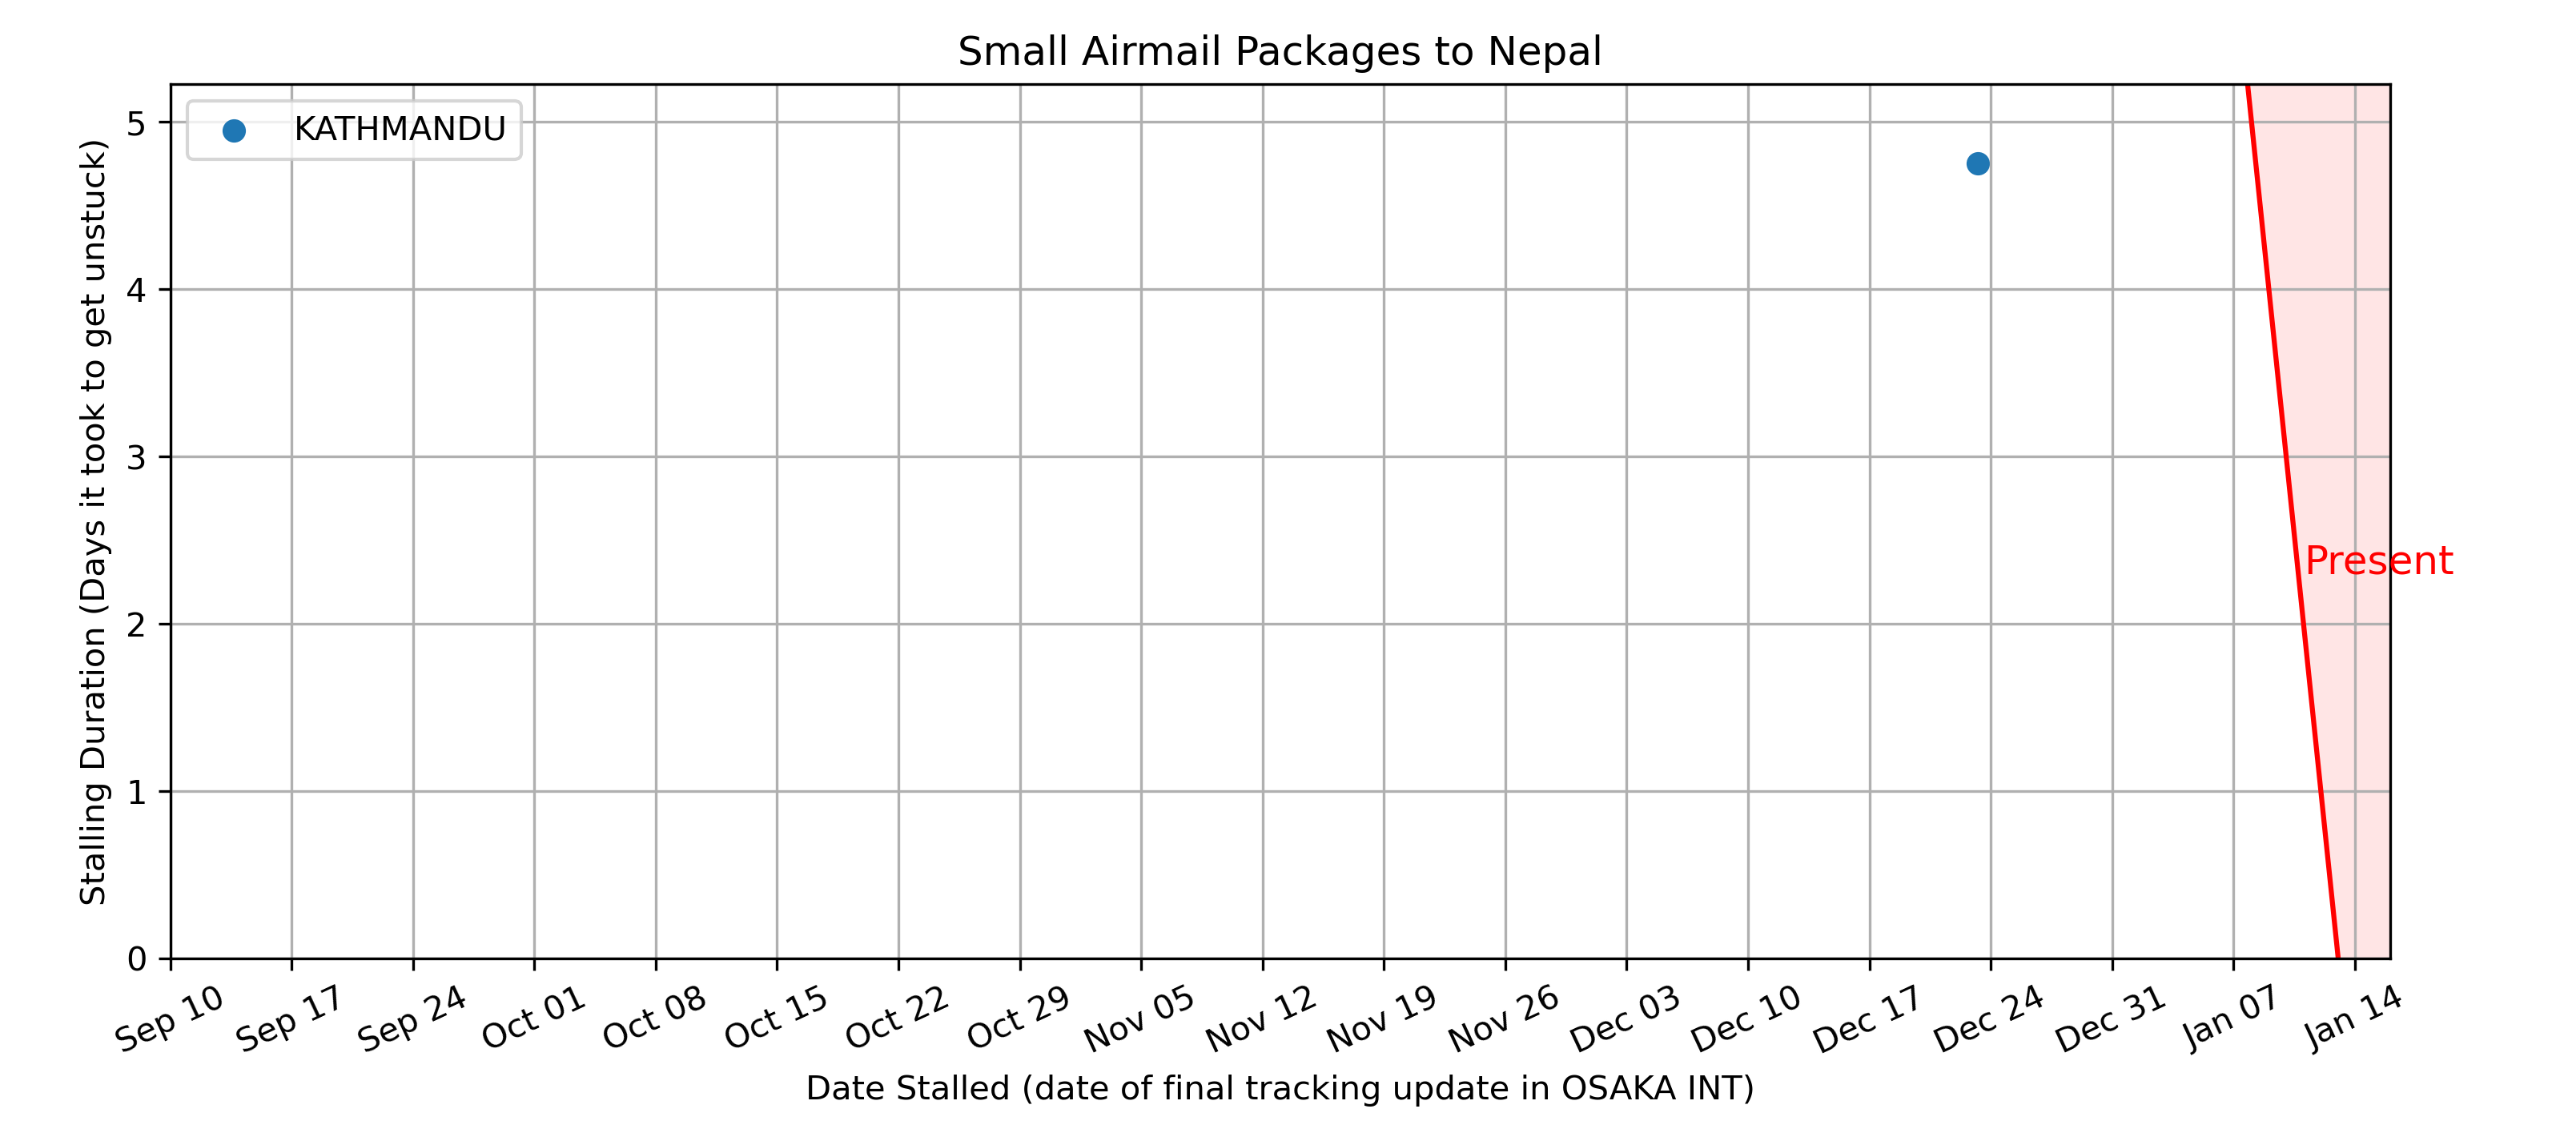 Small Airmail Packages to Nepal
KATHMANDU
Stalling Duration (Days it took to get unstuck)
5
4
3
2
1
0
Present
Sep 10 Sep 17 Sep 24 Oct 01 Oct 08 Oct 15 Oct 22 Oct 29 Nov 05 Nov 12 Nov 19 Nov 26 Dec 03 Dec 10 Dec 17 Dec 24 Dec 31 Jan 07 Jan 14
Date Stalled (date of final tracking update in OSAKA INT)